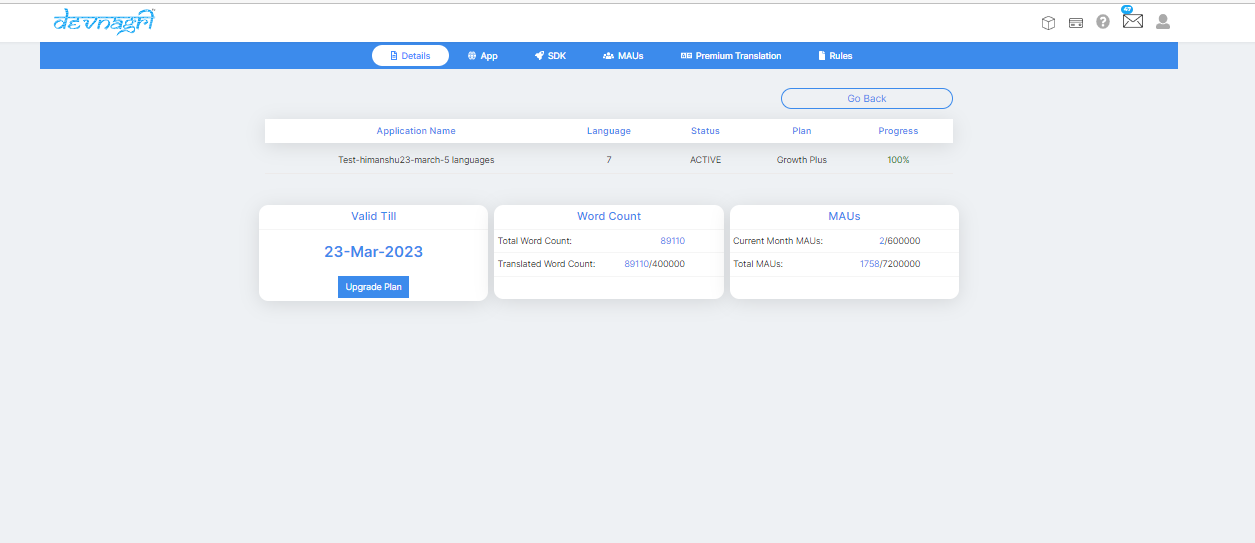 devnagri
47
Details App SDK MAUs Premium Translation Rules
Go Back
Application Name Language Status Plan Progress
Test-himanshu23-march-5 languages 7 ACTIVE Growth Plus 100%
Valid Till
23-Mar-2023
Upgrade Plan
Word Count
Total Word Count: 89110
Translated Word Count: 89110/400000
MAUs
Current Month MAUs: 2/600000
Total MAUs: 1758/7200000